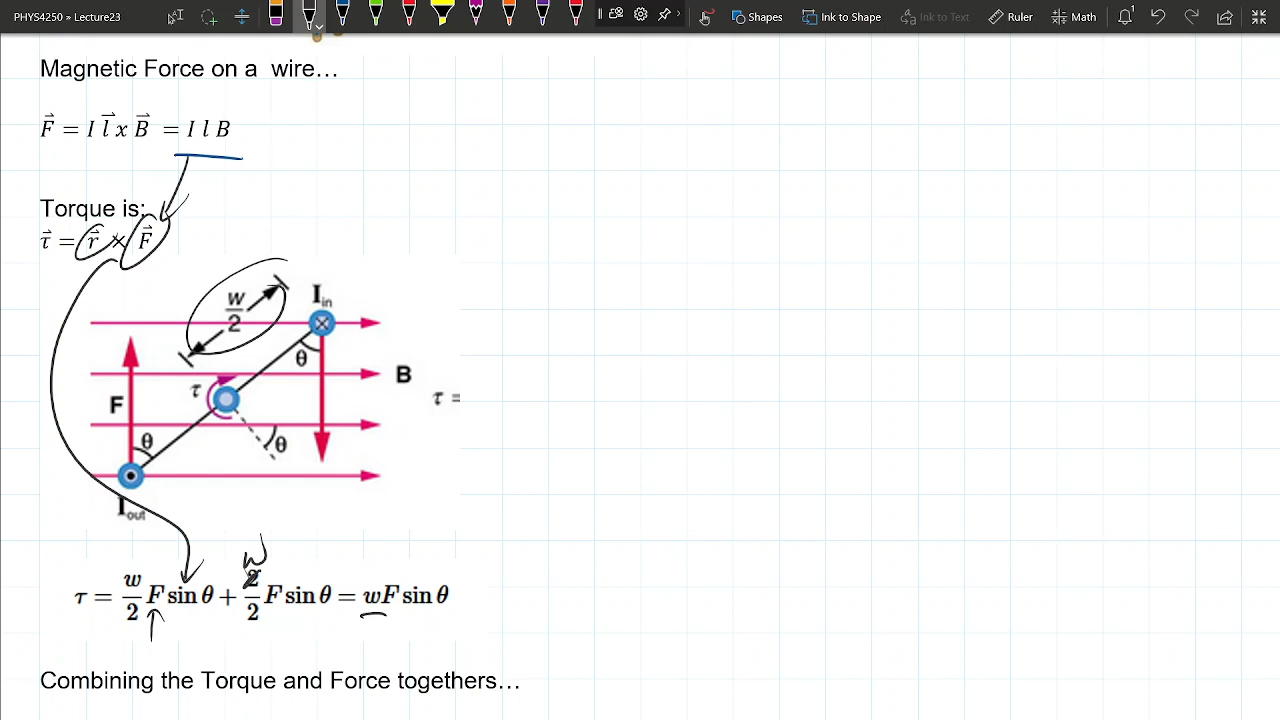 PHYS4250 » Lecture23
Shapes Ink to Shape Ink to Text Ruler Math
Magnetic Force on a wire…
F⃗ = I l⃗ x B⃗ = I l B
Torque is:
τ⃗ = r⃗ × F⃗
w/2
I_in
θ
B
τ
τ =
F
θ
θ
I_out
w
τ = w/2 F sin θ + 2/2 F sin θ = wF sin θ
Combining the Torque and Force togethers…